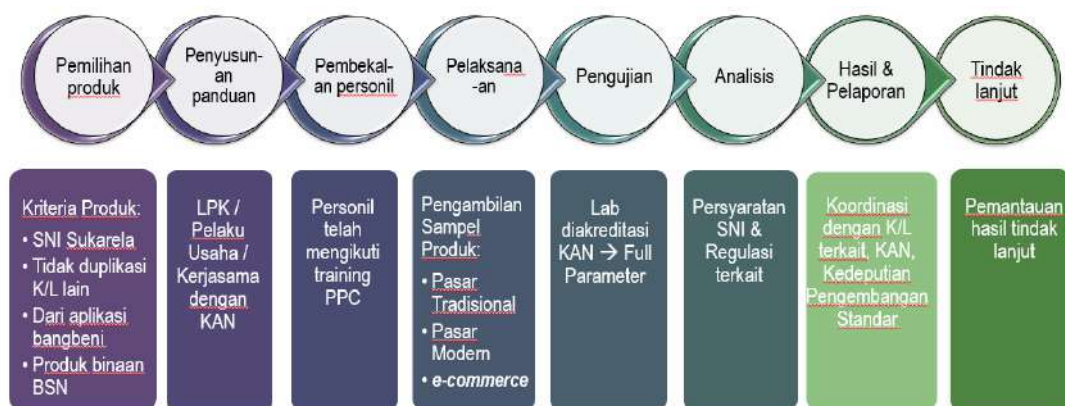 Pemilihan
produk
Penyusun-
an
panduan
Pembekal-
an personil
Pelaksana
-an
Pengujian
Analisis
Hasil &
Pelaporan
Tindak
lanjut
Kriteria Produk:
• SNI Sukarela
• Tidak duplikasi
K/L lain
• Dari aplikasi
bangbeni
• Produk binaan
BSN
LPK /
Pelaku
Usaha /
Kerjasama
dengan
KAN
Personil
telah
mengikuti
training
PPC
Pengambilan
Sampel
Produk:
• Pasar
Tradisional
• Pasar
Modern
• e-commerce
Lab
diakreditasi
KAN → Full
Parameter
Persyaratan
SNI &
Regulasi
terkait
Koordinasi
dengan K/L
terkait, KAN,
Kedeputian
Pengembangan
Standar
Pemantauan
hasil tindak
lanjut